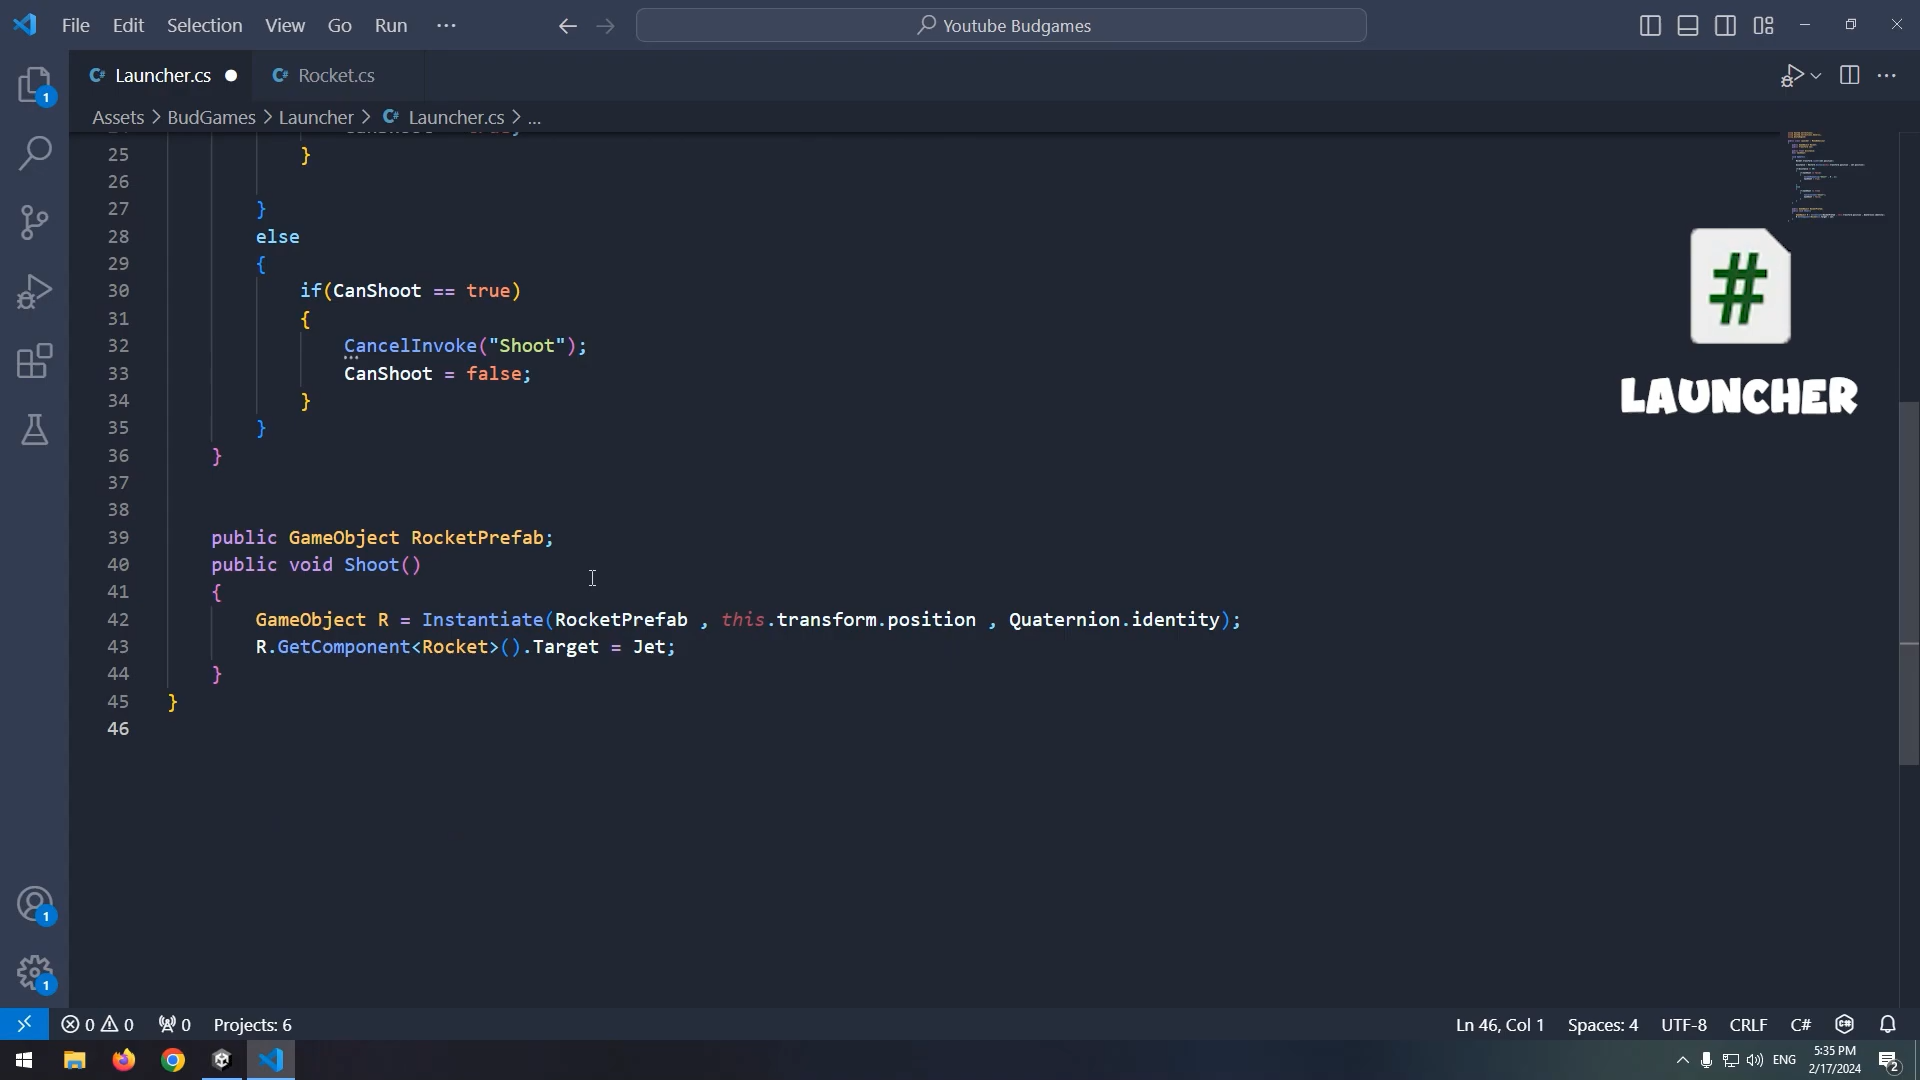 File Edit Selection View Go Run ...
Youtube Budgames
C# Launcher.cs
C# Rocket.cs
Assets > BudGames > Launcher > C# Launcher.cs > ...
25 }
26
27 }
28 else
29 {
30 if(CanShoot == true)
31 {
32 CancelInvoke("Shoot");
33 CanShoot = false;
34 }
35 }
36 }
37
38
39 public GameObject RocketPrefab;
40 public void Shoot()
41 {
42 GameObject R = Instantiate(RocketPrefab , this.transform.position , Quaternion.identity);
43 R.GetComponent<Rocket>().Target = Jet;
44 }
45 }
46
#
LAUNCHER
1
1
1
0 0 0 Projects: 6
Ln 46, Col 1 Spaces: 4 UTF-8 CRLF C#
ENG
5:35 PM
2/17/2024
2